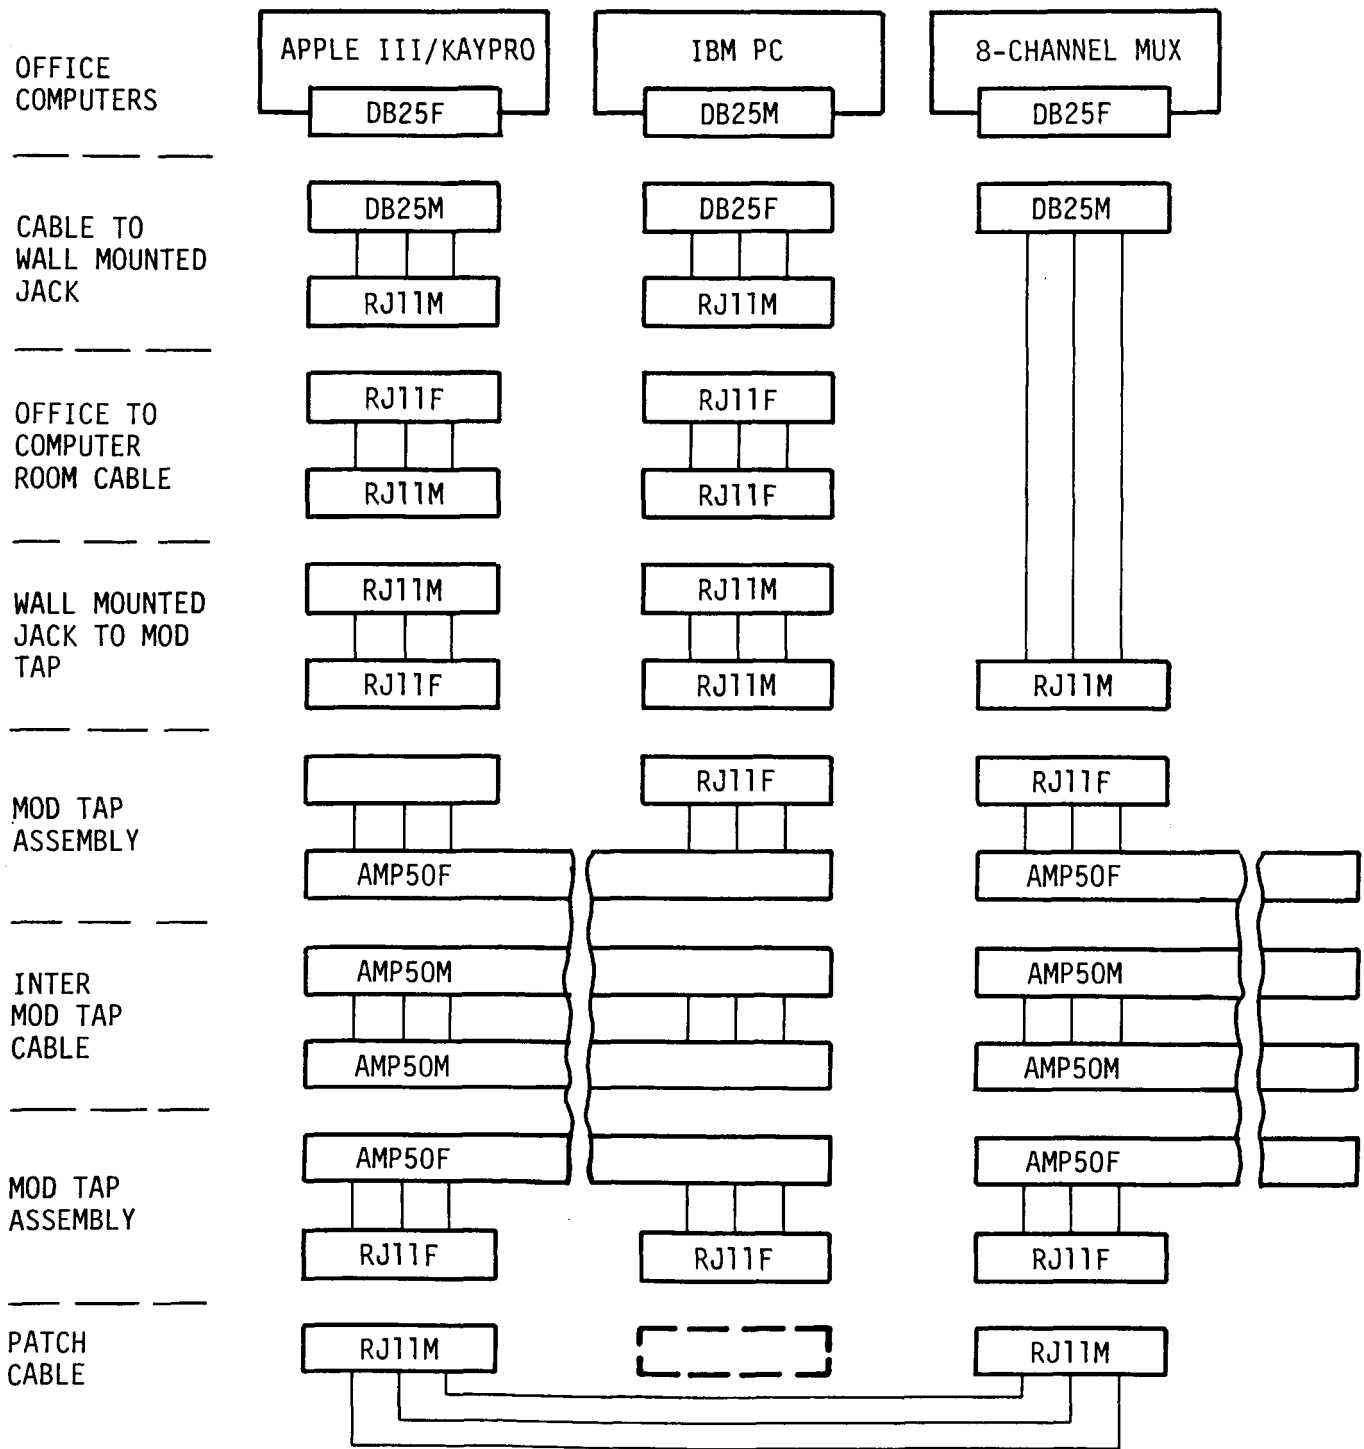 OFFICE
COMPUTERS
APPLE III/KAYPRO
IBM PC
8-CHANNEL MUX
DB25F
DB25M
DB25F
CABLE TO
WALL MOUNTED
JACK
DB25M
DB25F
DB25M
RJ11M
RJ11M
OFFICE TO
COMPUTER
ROOM CABLE
RJ11F
RJ11F
RJ11M
RJ11F
WALL MOUNTED
JACK TO MOD
TAP
RJ11M
RJ11M
RJ11F
RJ11M
RJ11M
MOD TAP
ASSEMBLY
RJ11F
RJ11F
AMP50F
AMP50F
INTER
MOD TAP
CABLE
AMP50M
AMP50M
AMP50M
AMP50M
MOD TAP
ASSEMBLY
AMP50F
AMP50F
RJ11F
RJ11F
RJ11F
PATCH
CABLE
RJ11M
RJ11M